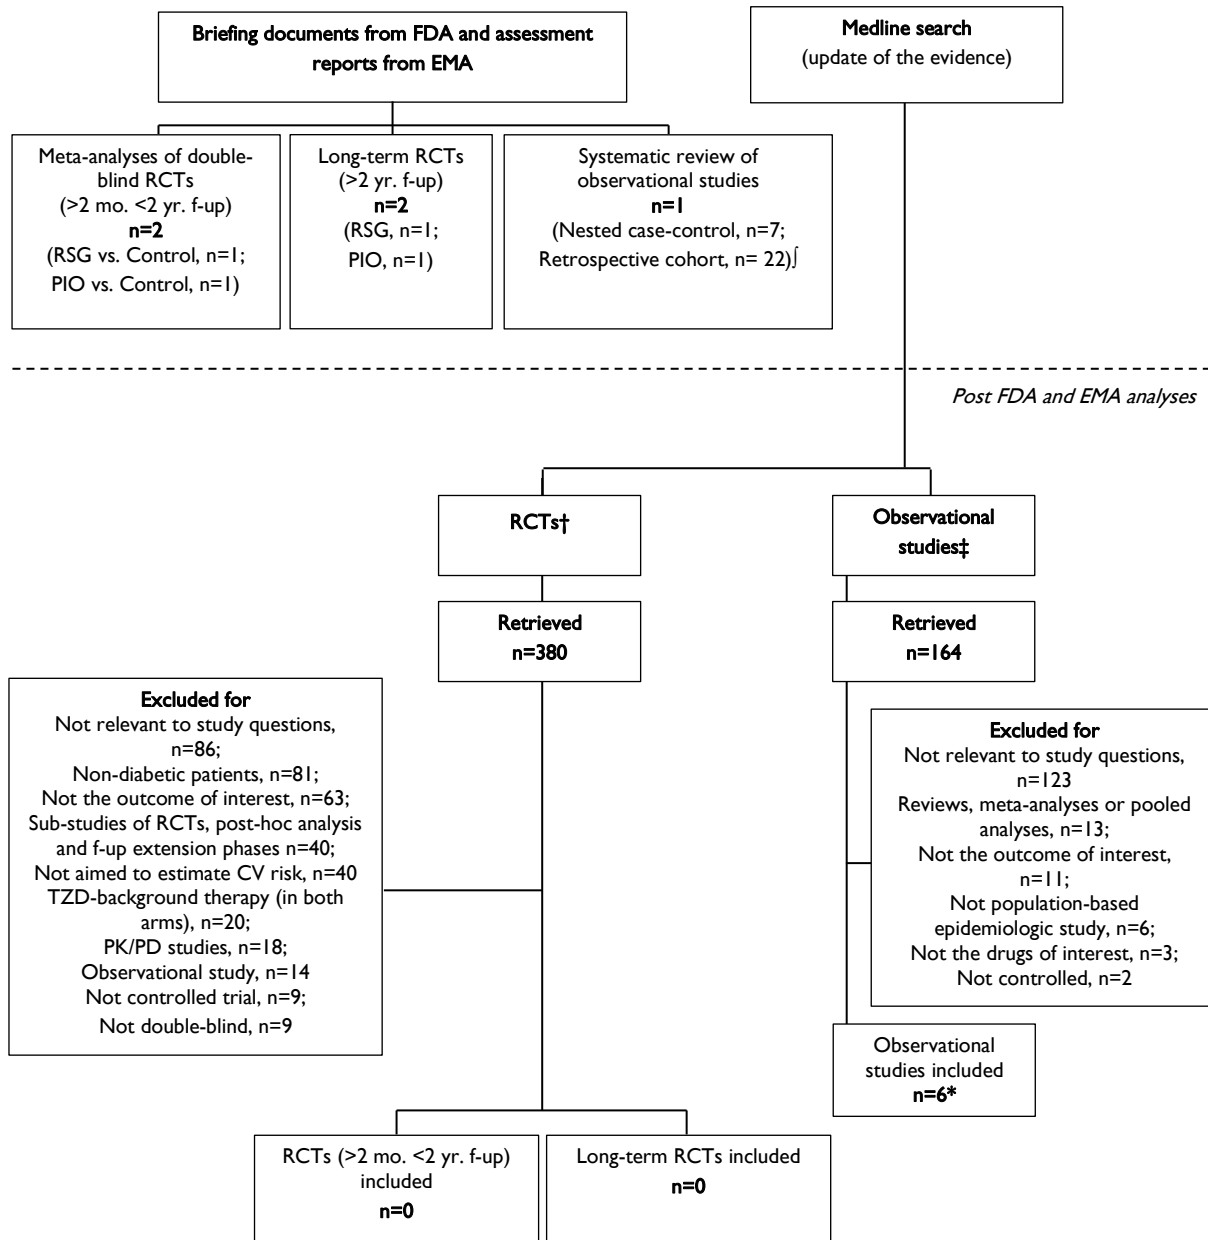 Briefing documents from FDA and assessment
reports from EMA
Medline search
(update of the evidence)
Meta-analyses of double-
blind RCTs
(>2 mo. <2 yr. f-up)
n=2
(RSG vs. Control, n=1;
PIO vs. Control, n=1)
Long-term RCTs
(>2 yr. f-up)
n=2
(RSG, n=1;
PIO, n=1)
Systematic review of
observational studies
n=1
(Nested case-control, n=7;
Retrospective cohort, n= 22)∫
Post FDA and EMA analyses
RCTs†
Observational
studies‡
Retrieved
n=380
Retrieved
n=164
Excluded for
Not relevant to study questions,
n=86;
Non-diabetic patients, n=81;
Not the outcome of interest, n=63;
Sub-studies of RCTs, post-hoc analysis
and f-up extension phases n=40;
Not aimed to estimate CV risk, n=40
TZD-background therapy (in both
arms), n=20;
PK/PD studies, n=18;
Observational study, n=14
Not controlled trial, n=9;
Not double-blind, n=9
Excluded for
Not relevant to study questions,
n=123
Reviews, meta-analyses or pooled
analyses, n=13;
Not the outcome of interest,
n=11;
Not population-based
epidemiologic study, n=6;
Not the drugs of interest, n=3;
Not controlled, n=2
Observational
studies included
n=6*
RCTs (>2 mo. <2 yr. f-up)
included
n=0
Long-term RCTs included
n=0